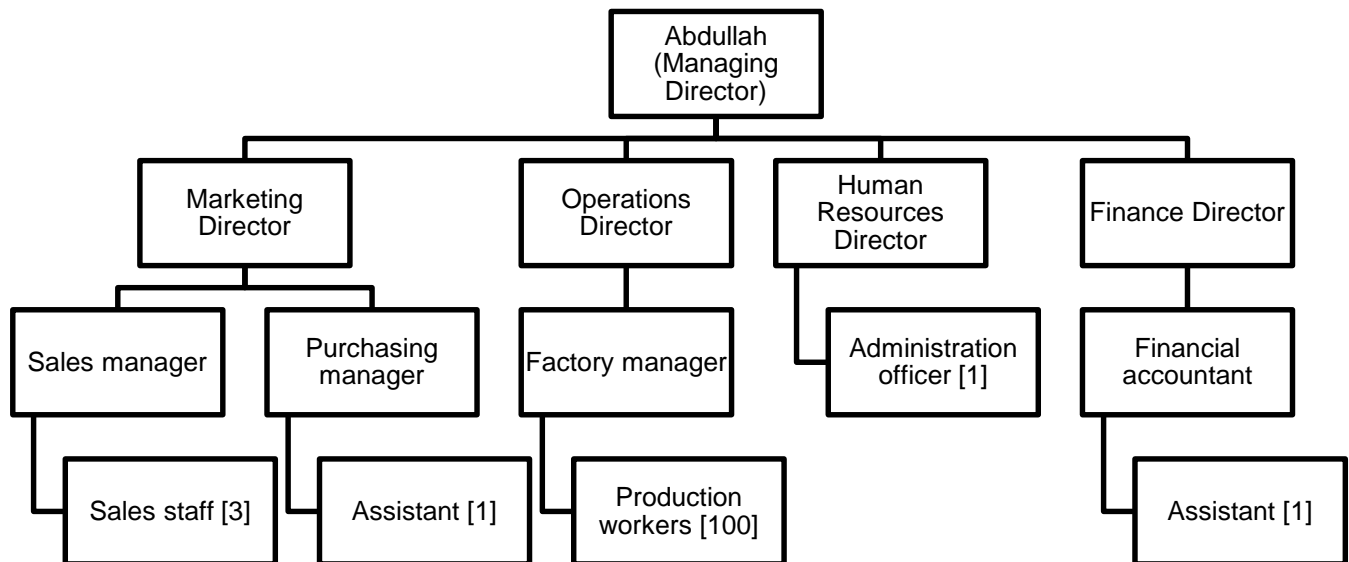 Abdullah
(Managing
Director)
Marketing
Director
Operations
Director
Human
Resources
Director
Finance Director
Sales manager
Purchasing
manager
Factory manager
Administration
officer [1]
Financial
accountant
Sales staff [3]
Assistant [1]
Production
workers [100]
Assistant [1]